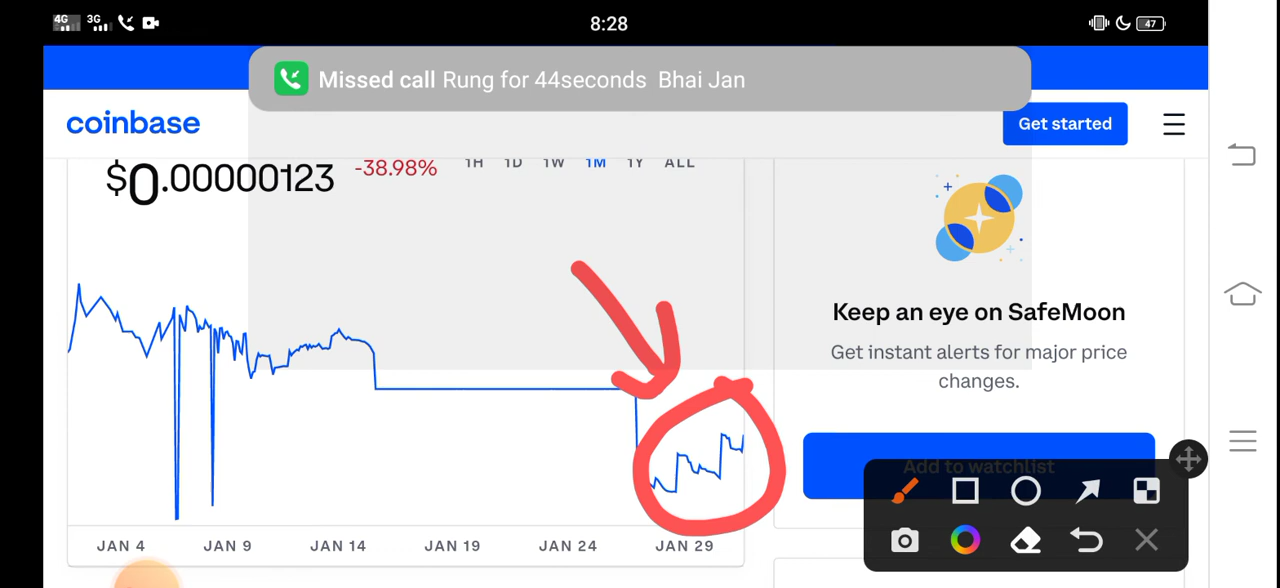 4G 3G 8:28 47
Missed call Rung for 44seconds Bhai Jan
coinbase
Get started
$0.00000123 -38.98% 1H 1D 1W 1M 1Y ALL
Keep an eye on SafeMoon
Get instant alerts for major price
changes.
Add to watchlist
JAN 4 JAN 9 JAN 14 JAN 19 JAN 24 JAN 29